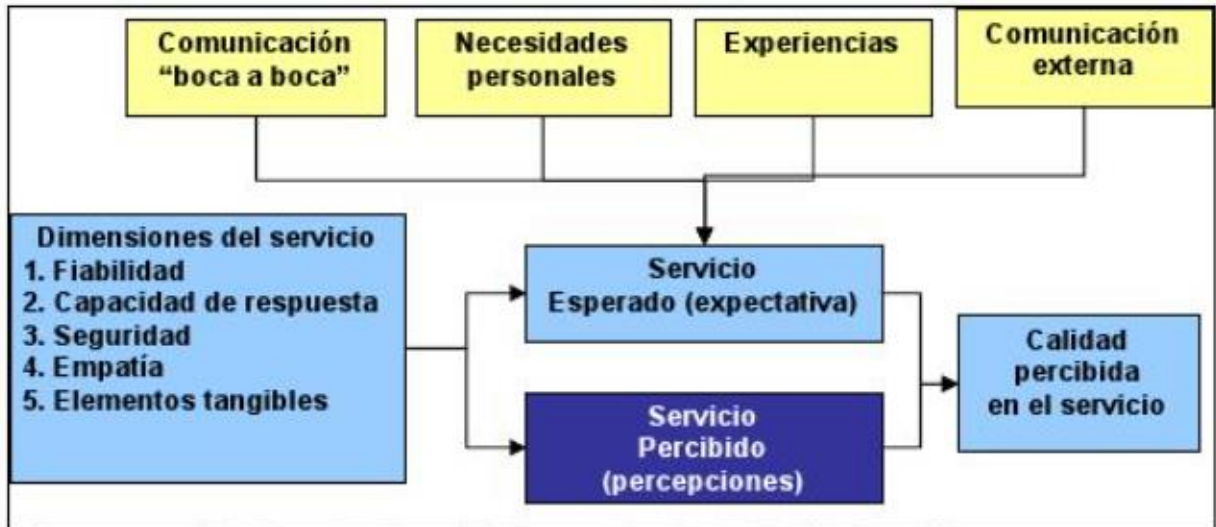 Comunicación
“boca a boca”
Necesidades
personales
Experiencias
Comunicación
externa
Dimensiones del servicio
1. Fiabilidad
2. Capacidad de respuesta
3. Seguridad
4. Empatía
5. Elementos tangibles
Servicio
Esperado (expectativa)
Servicio
Percibido
(percepciones)
Calidad
percibida
en el servicio